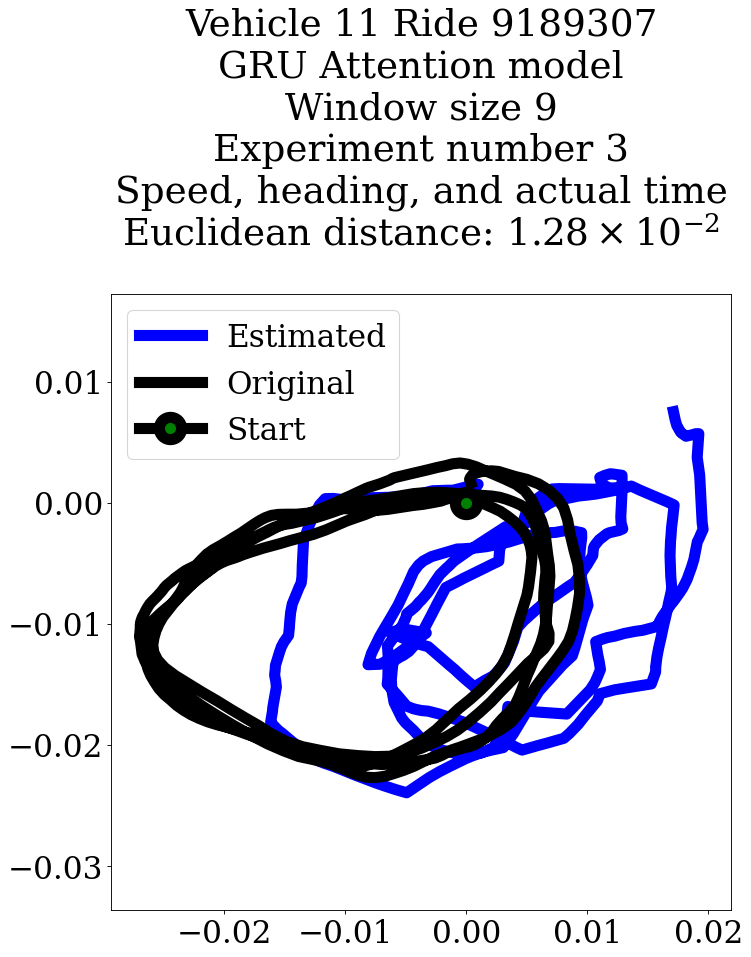 Vehicle 11 Ride 9189307
GRU Attention model
Window size 9
Experiment number 3
Speed, heading, and actual time
Euclidean distance: 1.28 × 10⁻²
Estimated
Original
Start
0.01
0.00
−0.01
−0.02
−0.03
−0.02 −0.01 0.00 0.01 0.02